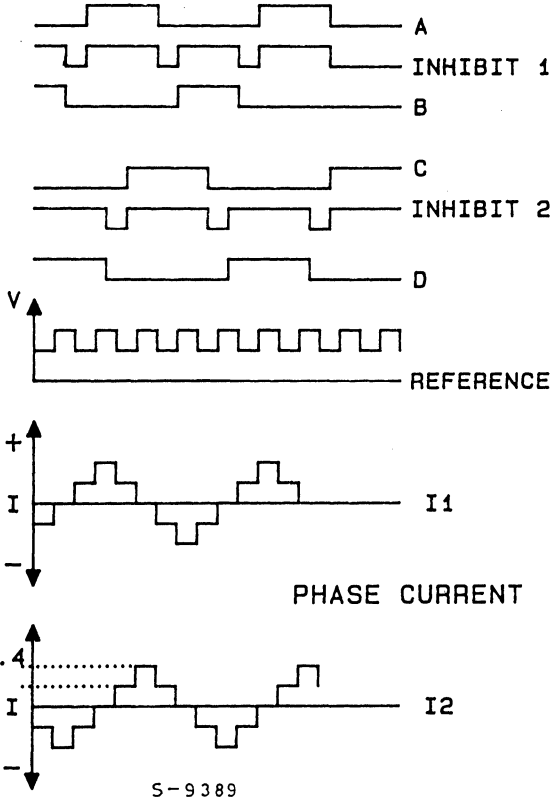 A
INHIBIT 1
B
C
INHIBIT 2
D
V
REFERENCE
+
I
I1
-
PHASE CURRENT
.4
I
I2
-
S-9389